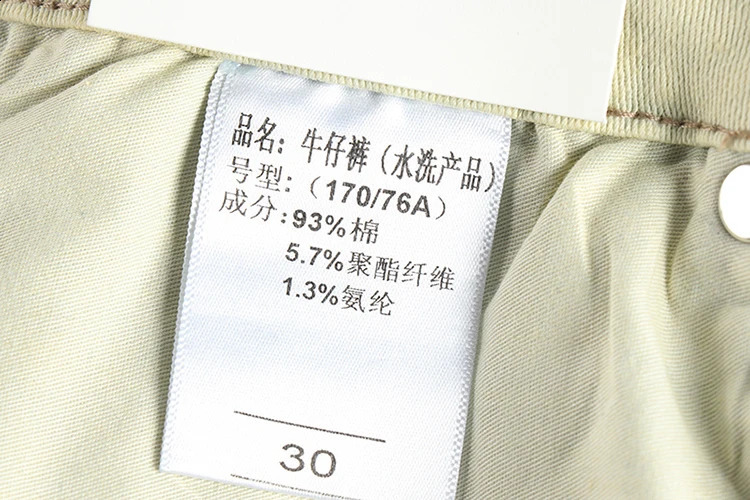 品名：牛仔裤（水洗产品）
号型：（170/76A）
成分：93%棉
5.7%聚酯纤维
1.3%氨纶
30